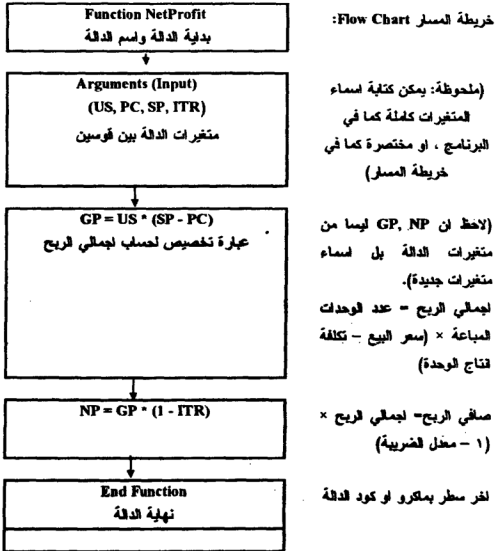 Function NetProfit
بداية الدالة واسم الدالة
خريطة المسار Flow Chart:
Arguments (Input)
(US, PC, SP, ITR)
متغيرات الدالة بين قوسين
(ملحوظة: يمكن كتابة اسماء
المتغيرات كاملة كما في
البرنامج ، او مختصرة كما في
خريطة المسار)
GP = US * (SP - PC)
عبارة تخصيص لحساب اجمالي الربح
(لاحظ ان GP, NP ليسا من
متغيرات الدالة بل اسماء
متغيرات جديدة).
اجمالي الربح = عدد الوحدات
المباعة × (سعر البيع – تكلفة
انتاج الوحدة)
NP = GP * (1 - ITR)
صافي الربح= اجمالي الربح ×
(١ – معدل الضريبة)
End Function
نهاية الدالة
اخر سطر بماكرو او كود الدالة